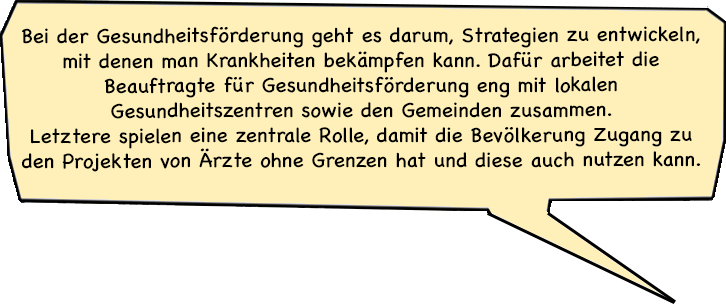 Bei der Gesundheitsförderung geht es darum, Strategien zu entwickeln,
mit denen man Krankheiten bekämpfen kann. Dafür arbeitet die
Beauftragte für Gesundheitsförderung eng mit lokalen
Gesundheitszentren sowie den Gemeinden zusammen.
Letztere spielen eine zentrale Rolle, damit die Bevölkerung Zugang zu
den Projekten von Ärzte ohne Grenzen hat und diese auch nutzen kann.